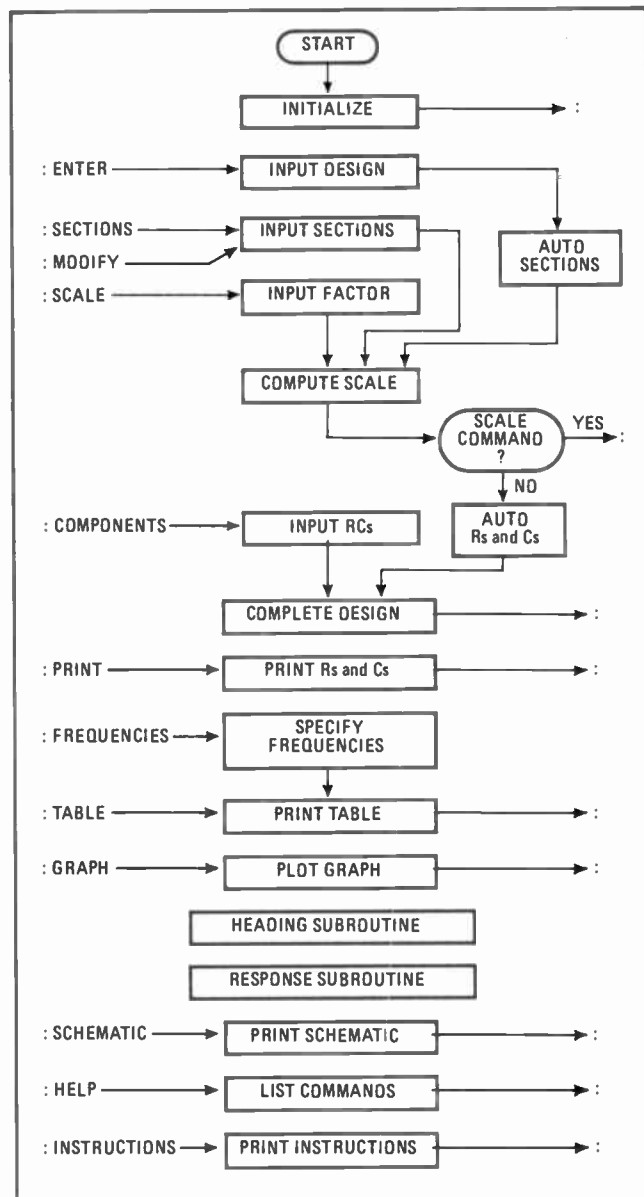 START
INITIALIZE :
: ENTER INPUT DESIGN
: SECTIONS INPUT SECTIONS
: MODIFY
AUTO
SECTIONS
: SCALE INPUT FACTOR
COMPUTE SCALE
SCALE
COMMAND
?
YES :
NO
: COMPONENTS INPUT RCs
AUTO
Rs and Cs
COMPLETE DESIGN :
: PRINT PRINT Rs and Cs :
: FREQUENCIES SPECIFY
FREQUENCIES
: TABLE PRINT TABLE :
: GRAPH PLOT GRAPH :
HEADING SUBROUTINE
RESPONSE SUBROUTINE
: SCHEMATIC PRINT SCHEMATIC :
: HELP LIST COMMANDS :
: INSTRUCTIONS PRINT INSTRUCTIONS :